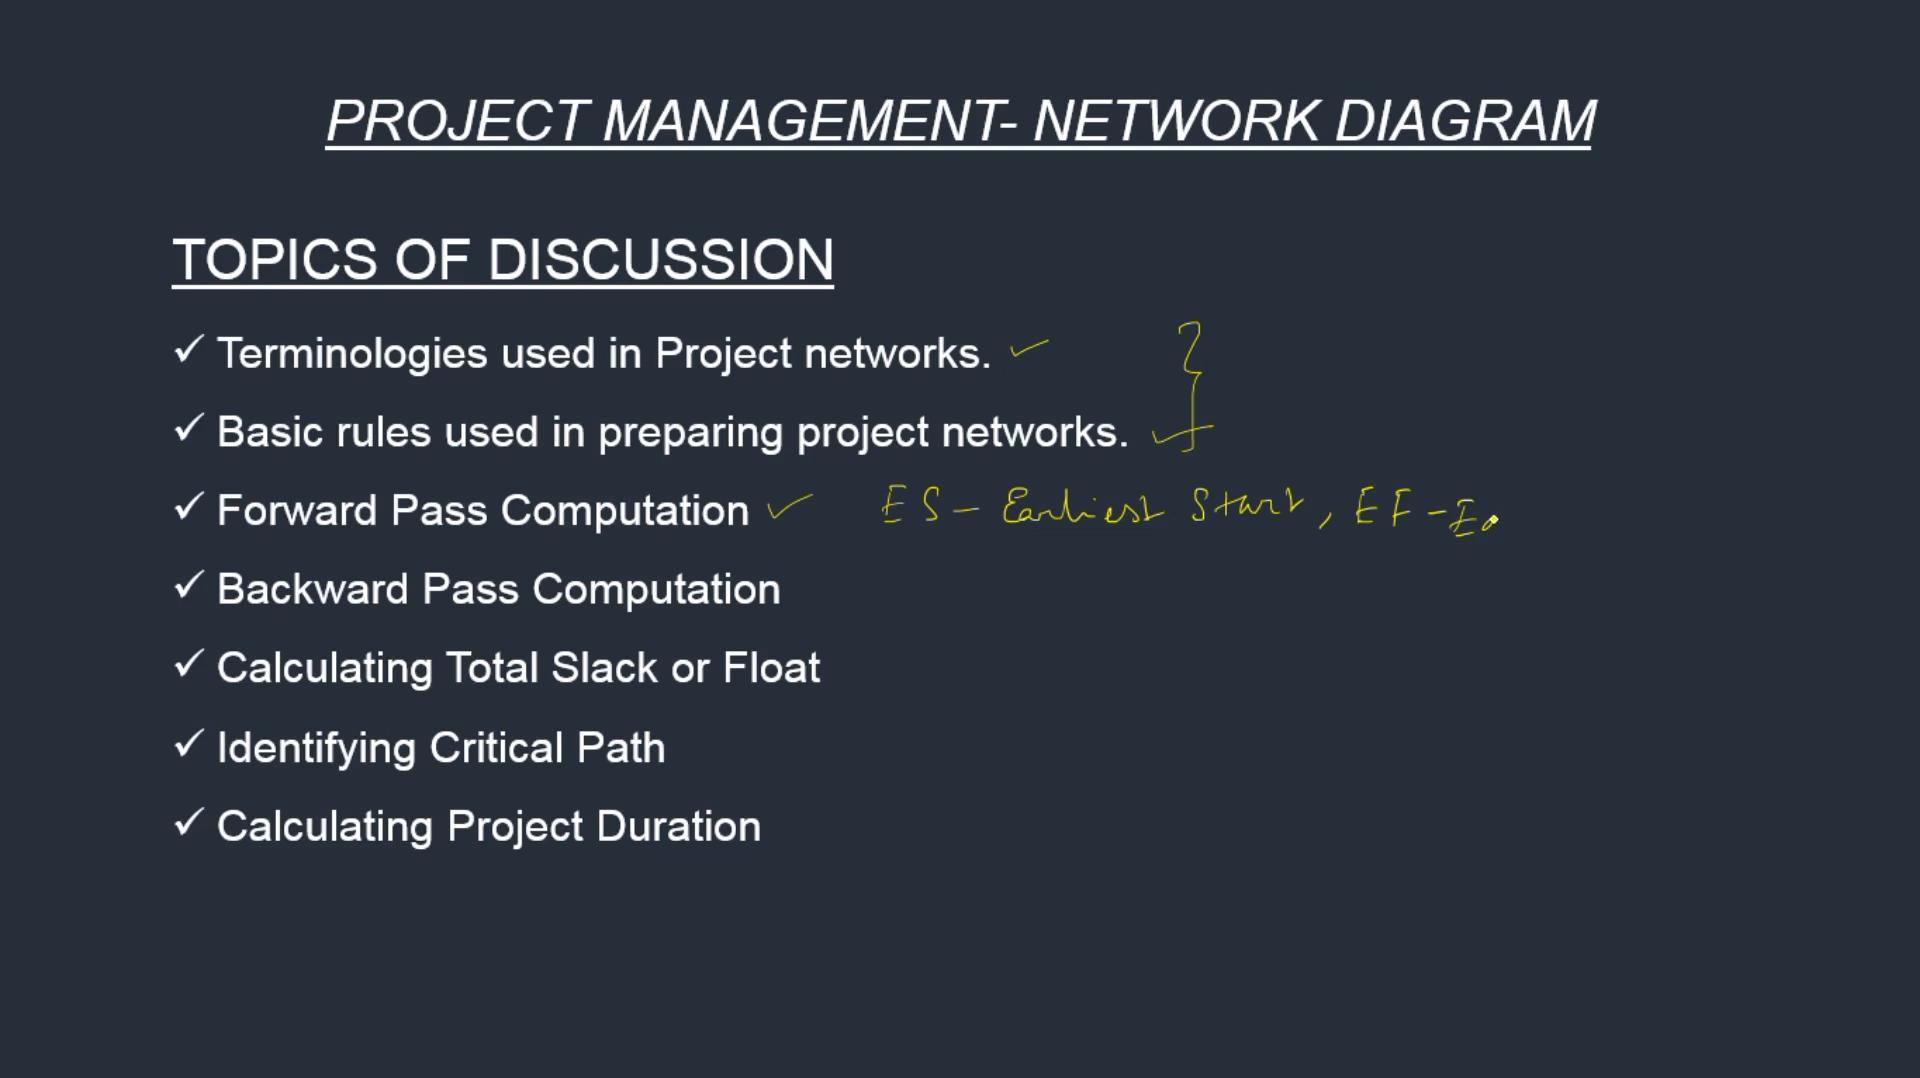 PROJECT MANAGEMENT- NETWORK DIAGRAM
TOPICS OF DISCUSSION
✓ Terminologies used in Project networks.
✓ Basic rules used in preparing project networks.
✓ Forward Pass Computation ES - Earliest Start, EF - E
✓ Backward Pass Computation
✓ Calculating Total Slack or Float
✓ Identifying Critical Path
✓ Calculating Project Duration